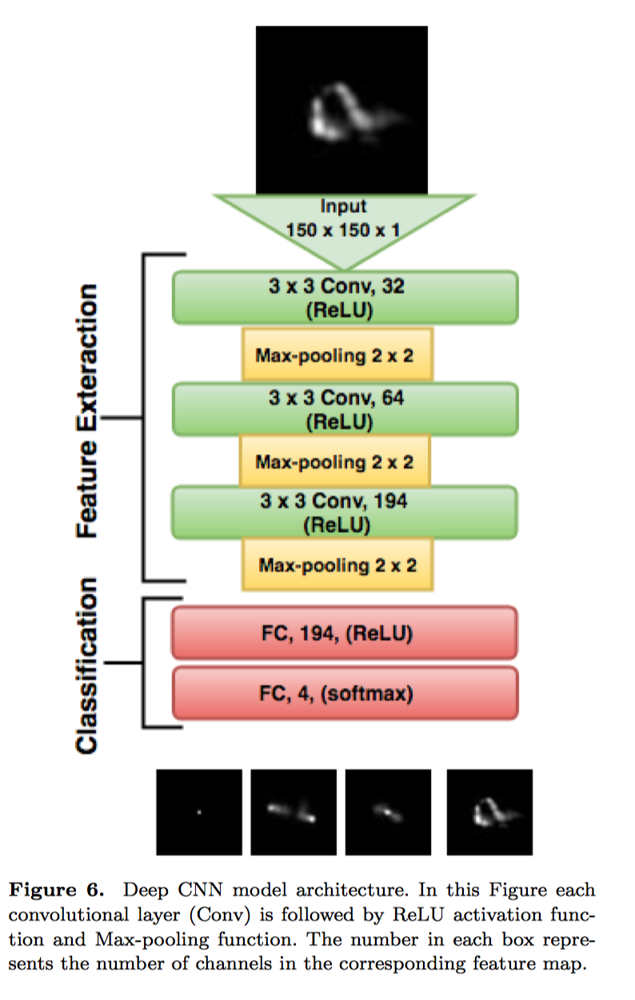 Input
150 x 150 x 1
Feature Exteraction
3 x 3 Conv, 32
(ReLU)
Max-pooling 2 x 2
3 x 3 Conv, 64
(ReLU)
Max-pooling 2 x 2
3 x 3 Conv, 194
(ReLU)
Max-pooling 2 x 2
Classification
FC, 194, (ReLU)
FC, 4, (softmax)
Figure 6. Deep CNN model architecture. In this Figure each
convolutional layer (Conv) is followed by ReLU activation func-
tion and Max-pooling function. The number in each box repre-
sents the number of channels in the corresponding feature map.